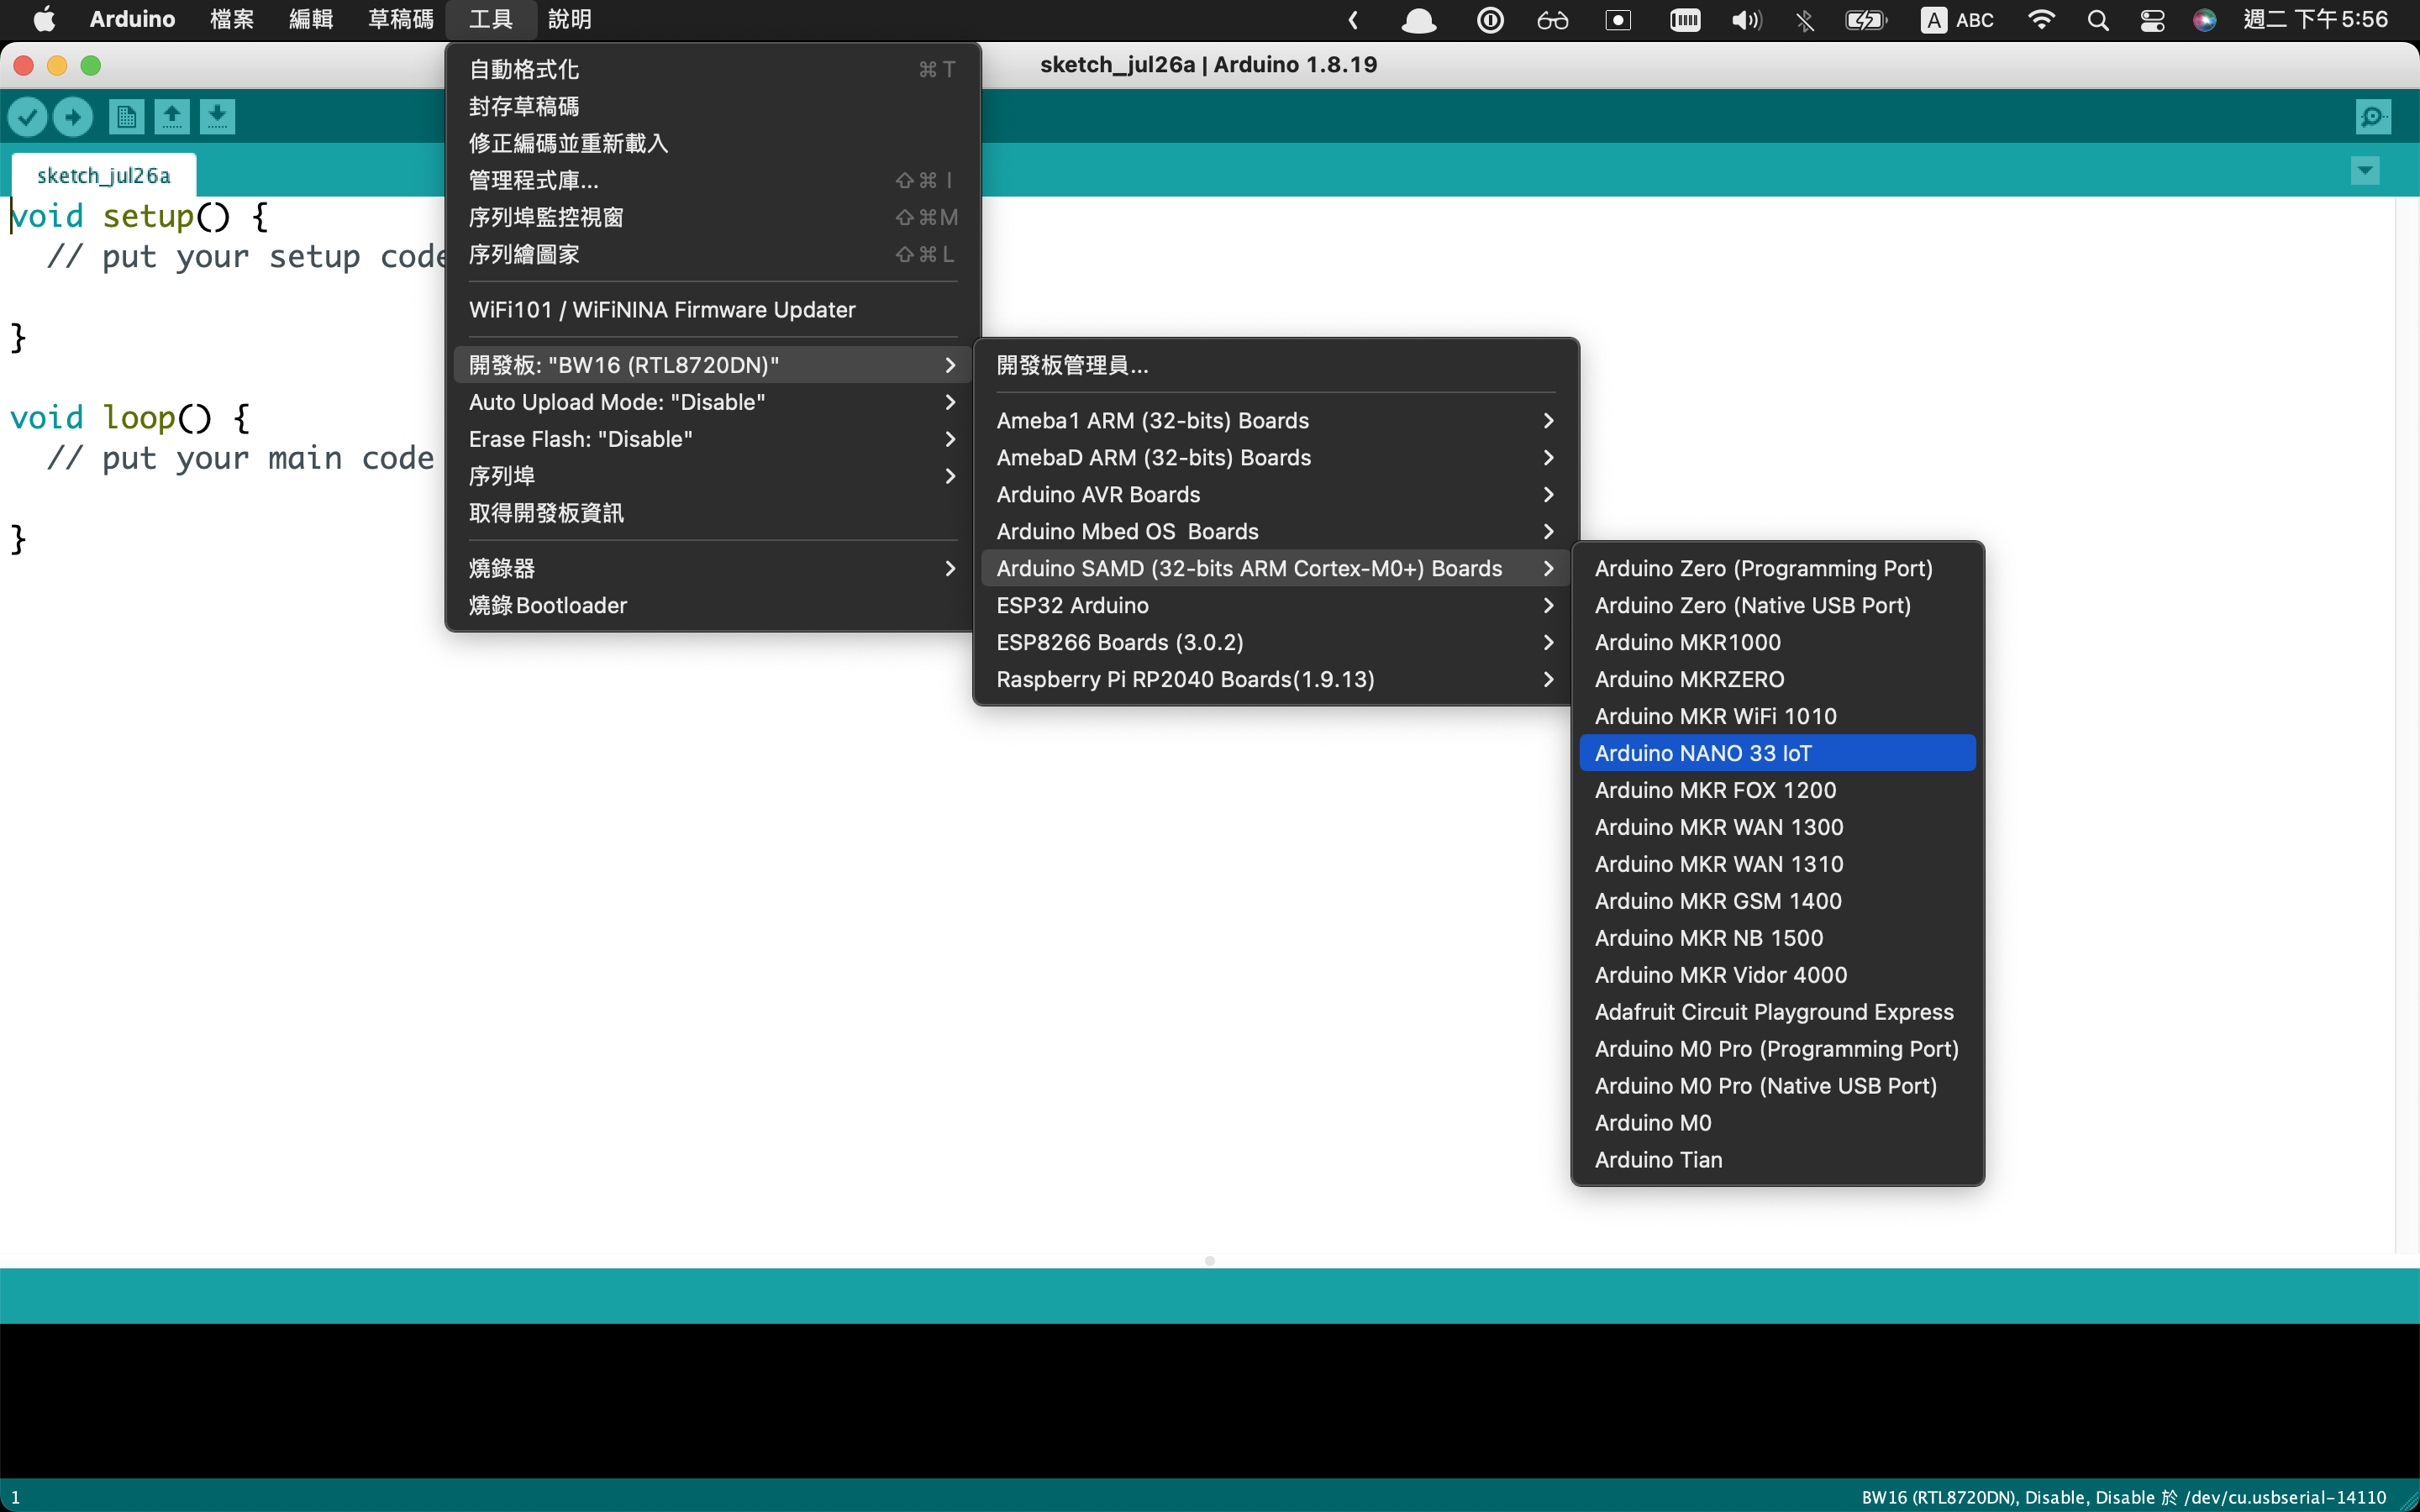 Arduino 檔案 編輯 草稿碼 工具 說明 A ABC 週二 下午5:56
sketch_jul26a | Arduino 1.8.19
sketch_jul26a
void setup() {
// put your setup code
}
void loop() {
// put your main code
}
自動格式化 ⌘T
封存草稿碼
修正編碼並重新載入
管理程式庫... ⇧⌘I
序列埠監控視窗 ⇧⌘M
序列繪圖家 ⇧⌘L
WiFi101 / WiFiNINA Firmware Updater
開發板: "BW16 (RTL8720DN)"
Auto Upload Mode: "Disable"
Erase Flash: "Disable"
序列埠
取得開發板資訊
燒錄器
燒錄Bootloader
開發板管理員...
Ameba1 ARM (32-bits) Boards
AmebaD ARM (32-bits) Boards
Arduino AVR Boards
Arduino Mbed OS Boards
Arduino SAMD (32-bits ARM Cortex-M0+) Boards
ESP32 Arduino
ESP8266 Boards (3.0.2)
Raspberry Pi RP2040 Boards(1.9.13)
Arduino Zero (Programming Port)
Arduino Zero (Native USB Port)
Arduino MKR1000
Arduino MKRZERO
Arduino MKR WiFi 1010
Arduino NANO 33 IoT
Arduino MKR FOX 1200
Arduino MKR WAN 1300
Arduino MKR WAN 1310
Arduino MKR GSM 1400
Arduino MKR NB 1500
Arduino MKR Vidor 4000
Adafruit Circuit Playground Express
Arduino M0 Pro (Programming Port)
Arduino M0 Pro (Native USB Port)
Arduino M0
Arduino Tian
1 BW16 (RTL8720DN), Disable, Disable 於 /dev/cu.usbserial-14110